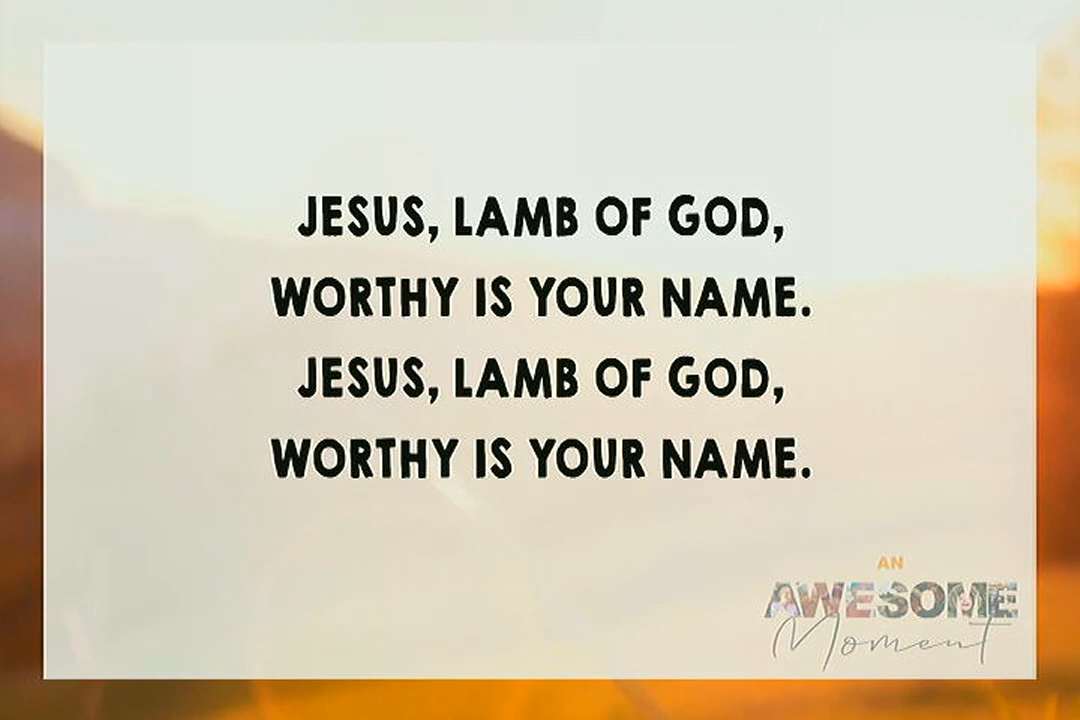 JESUS, LAMB OF GOD,
WORTHY IS YOUR NAME.
JESUS, LAMB OF GOD,
WORTHY IS YOUR NAME.
AN
AWESOME
Moment